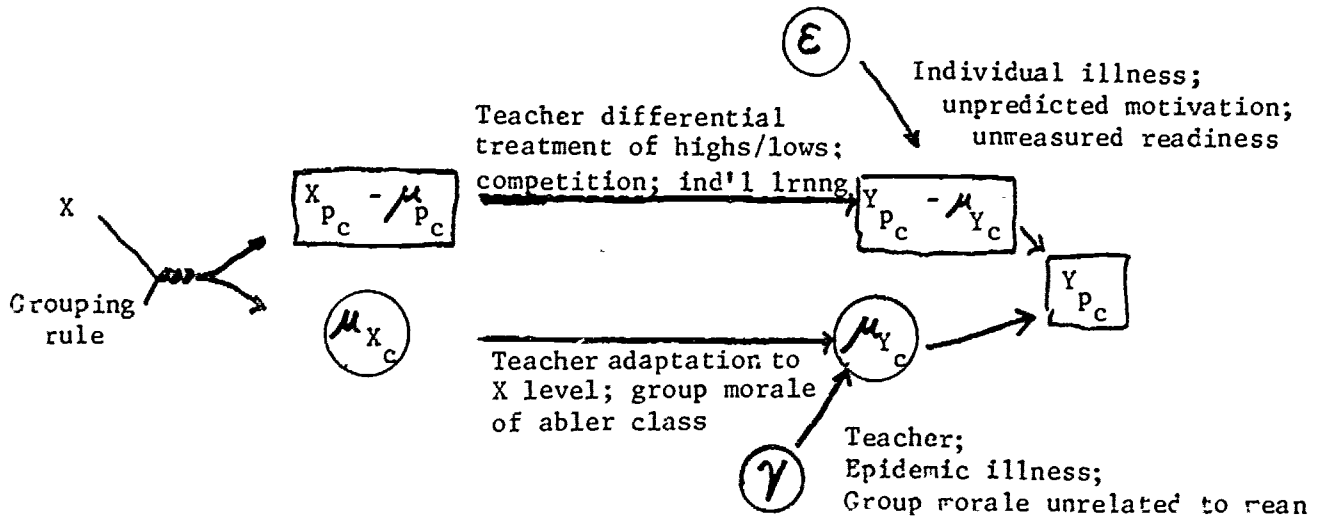 ε
Individual illness;
unpredicted motivation;
unmeasured readiness
Teacher differential
treatment of highs/lows;
competition; ind'l lrnng
X
X_{p_c} - μ_{p_c}
Y_{p_c} - μ_{Y_c}
Grouping
rule
μ_{X_c}
μ_{Y_c}
Y_{p_c}
Teacher adaptation to
X level; group morale
of abler class
γ
Teacher;
Epidemic illness;
Group morale unrelated to mean